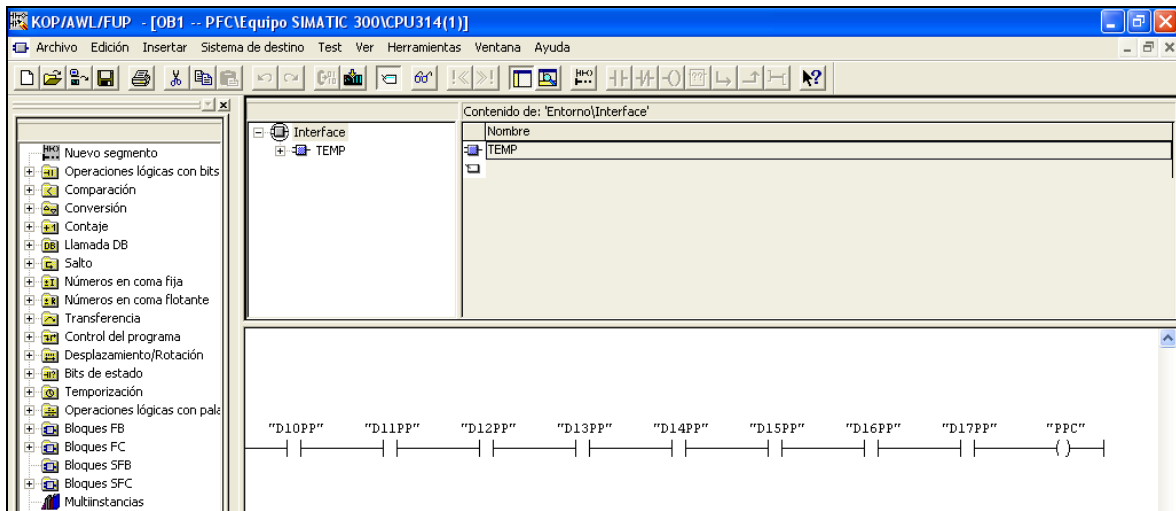 KOP/AWL/FUP - [OB1 -- PFC\Equipo SIMATIC 300\CPU314(1)]
Archivo Edición Insertar Sistema de destino Test Ver Herramientas Ventana Ayuda
Contenido de: 'Entorno\Interface'
Interface
TEMP
Nombre
TEMP
Nuevo segmento
Operaciones lógicas con bits
Comparación
Conversión
Contaje
Llamada DB
Salto
Números en coma fija
Números en coma flotante
Transferencia
Control del programa
Desplazamiento/Rotación
Bits de estado
Temporización
Operaciones lógicas con pala
Bloques FB
Bloques FC
Bloques SFB
Bloques SFC
Multiinstancias
"D10PP" "D11PP" "D12PP" "D13PP" "D14PP" "D15PP" "D16PP" "D17PP" "PPC"